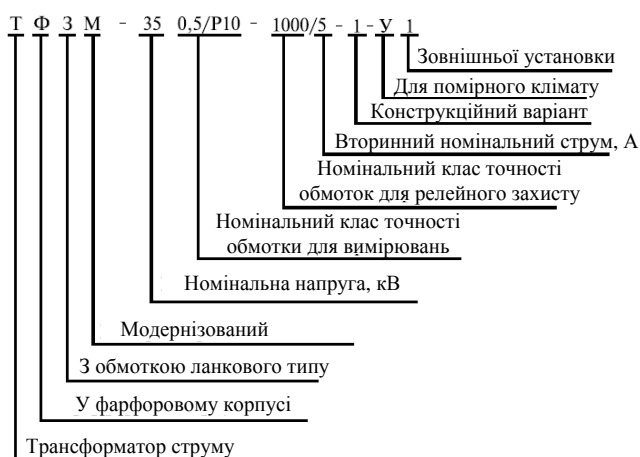 Т Ф З М - 35 0,5/Р10 - 1000/5 - 1 - У 1
Зовнішньої установки
Для помірного клімату
Конструкційний варіант
Вторинний номінальний струм, А
Номінальний клас точності
обмоток для релейного захисту
Номінальний клас точності
обмотки для вимірювань
Номінальна напруга, кВ
Модернізований
З обмоткою ланкового типу
У фарфоровому корпусі
Трансформатор струму